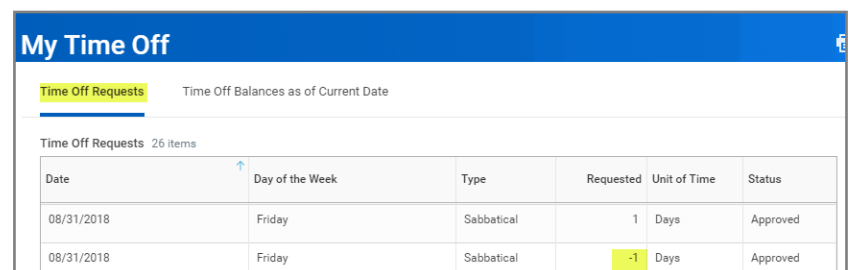 My Time Off
Time Off Requests Time Off Balances as of Current Date
Time Off Requests 26 items
Date Day of the Week Type Requested Unit of Time Status
08/31/2018 Friday Sabbatical 1 Days Approved
08/31/2018 Friday Sabbatical -1 Days Approved